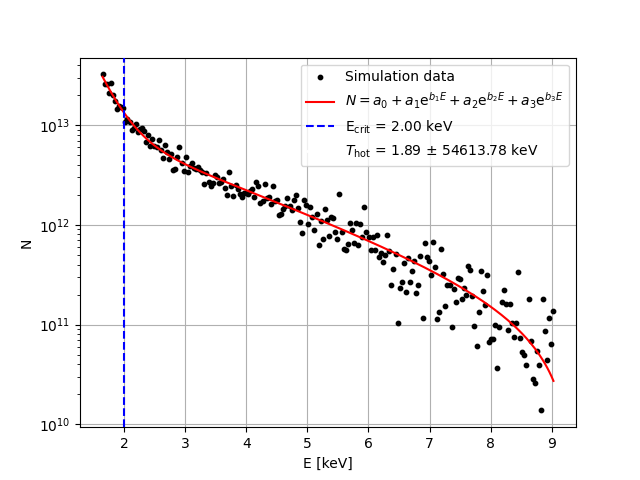 Simulation data
N = a₀ + a₁e^{b₁E} + a₂e^{b₂E} + a₃e^{b₃E}
E_crit = 2.00 keV
T_hot = 1.89 ± 54613.78 keV
10¹³
10¹²
10¹¹
10¹⁰
N
2 3 4 5 6 7 8 9
E [keV]